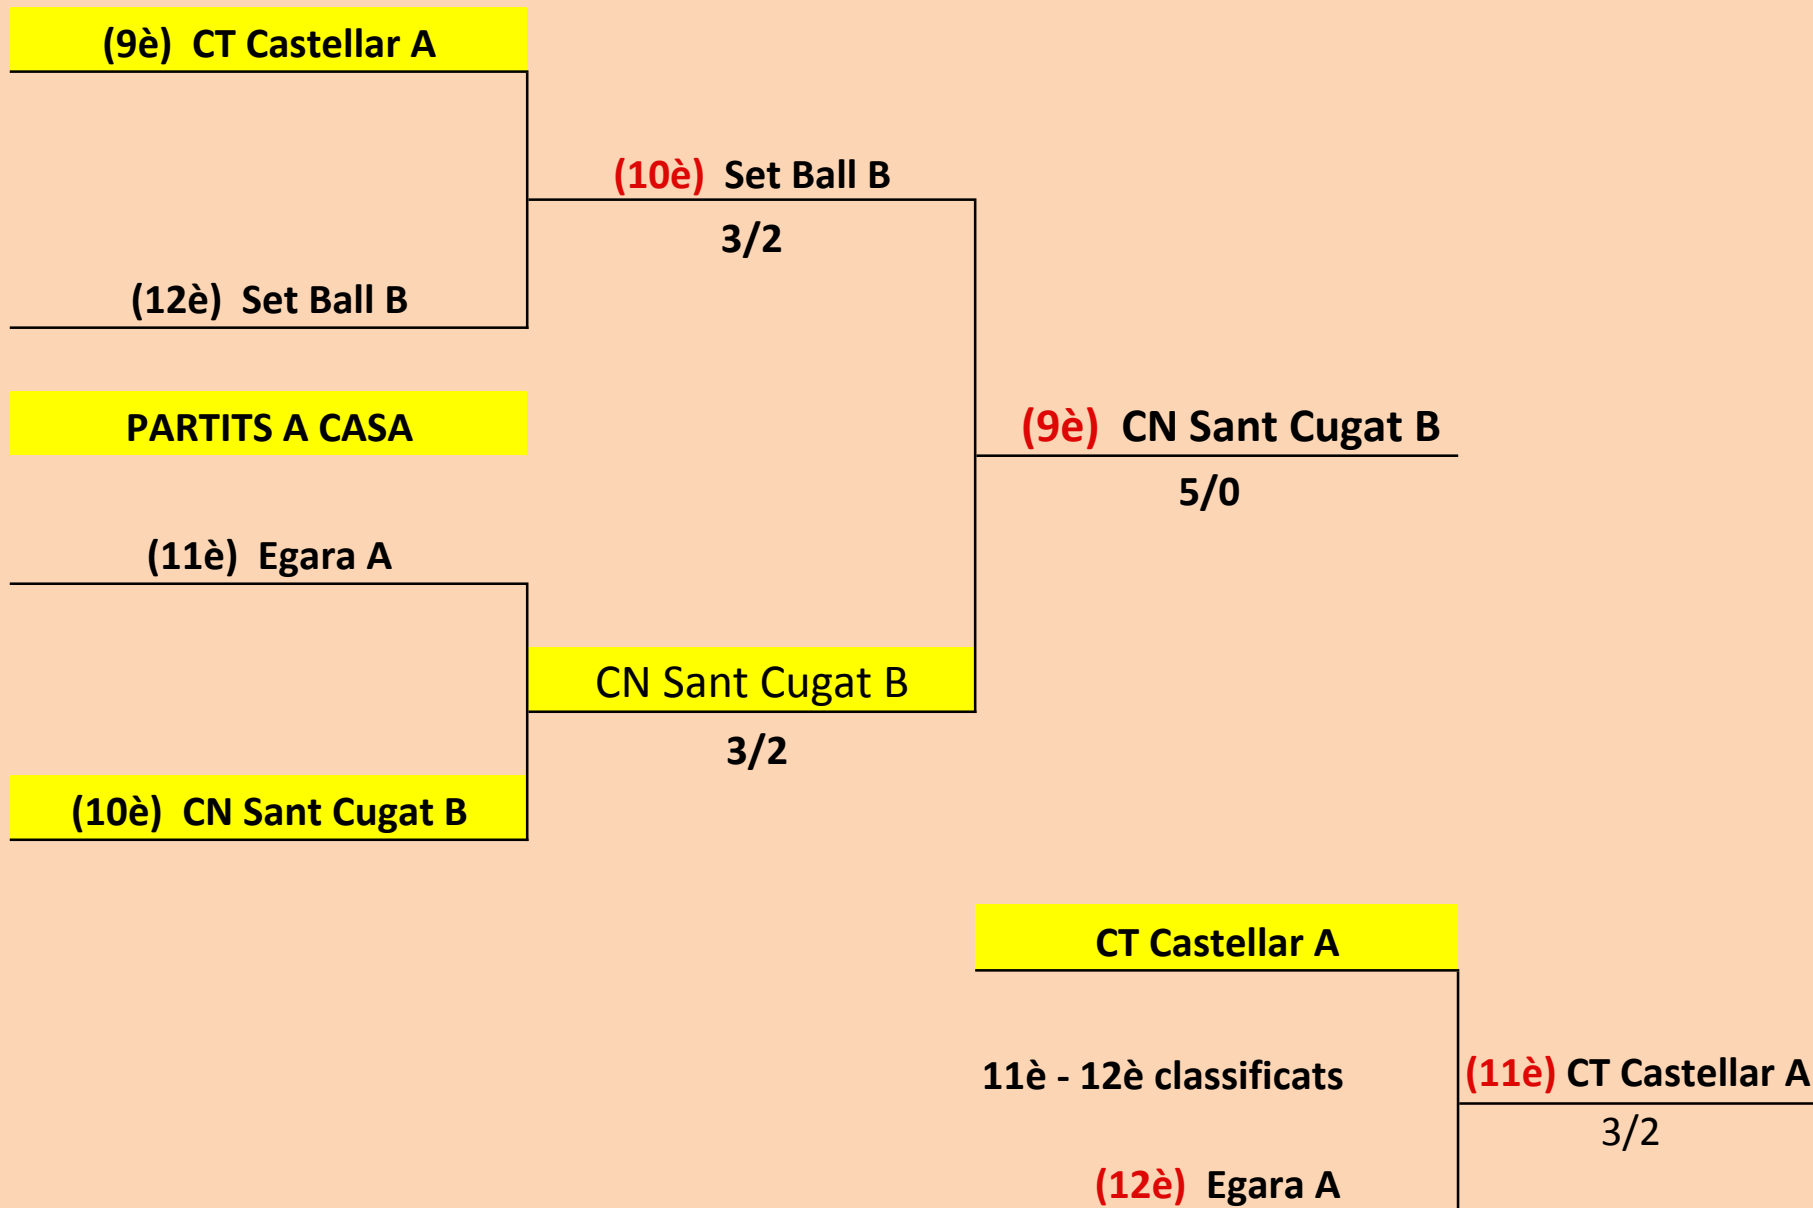 (9è) CT Castellar A
(10è) Set Ball B
3/2
(12è) Set Ball B
PARTITS A CASA
(9è) CN Sant Cugat B
5/0
(11è) Egara A
CN Sant Cugat B
3/2
(10è) CN Sant Cugat B
CT Castellar A
11è - 12è classificats
(11è) CT Castellar A
3/2
(12è) Egara A